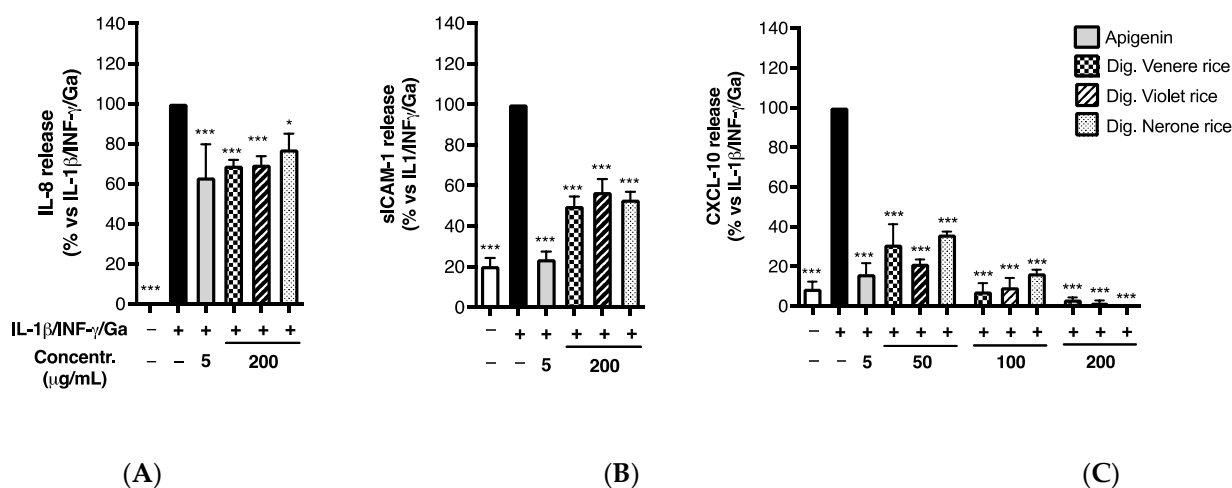 IL-8 release
(% vs IL-1β/INF-γ/Ga)
140
120
100
80
60
40
20
0
***
***
***
***
*
IL-1β/INF-γ/Ga
– + + + + +
Concentr.
(μg/mL)
– – 5 200
(A)
sICAM-1 release
(% vs IL1/INFγ/Ga)
140
120
100
80
60
40
20
0
***
***
***
***
***
– + + + + +
– – 5 200
(B)
CXCL-10 release
(% vs IL-1β/INF-γ/Ga)
140
120
100
80
60
40
20
0
***
***
***
***
***
***
***
***
***
***
***
– + + + + + + + + + + +
– – 5 50 100 200
(C)
Apigenin
Dig. Venere rice
Dig. Violet rice
Dig. Nerone rice